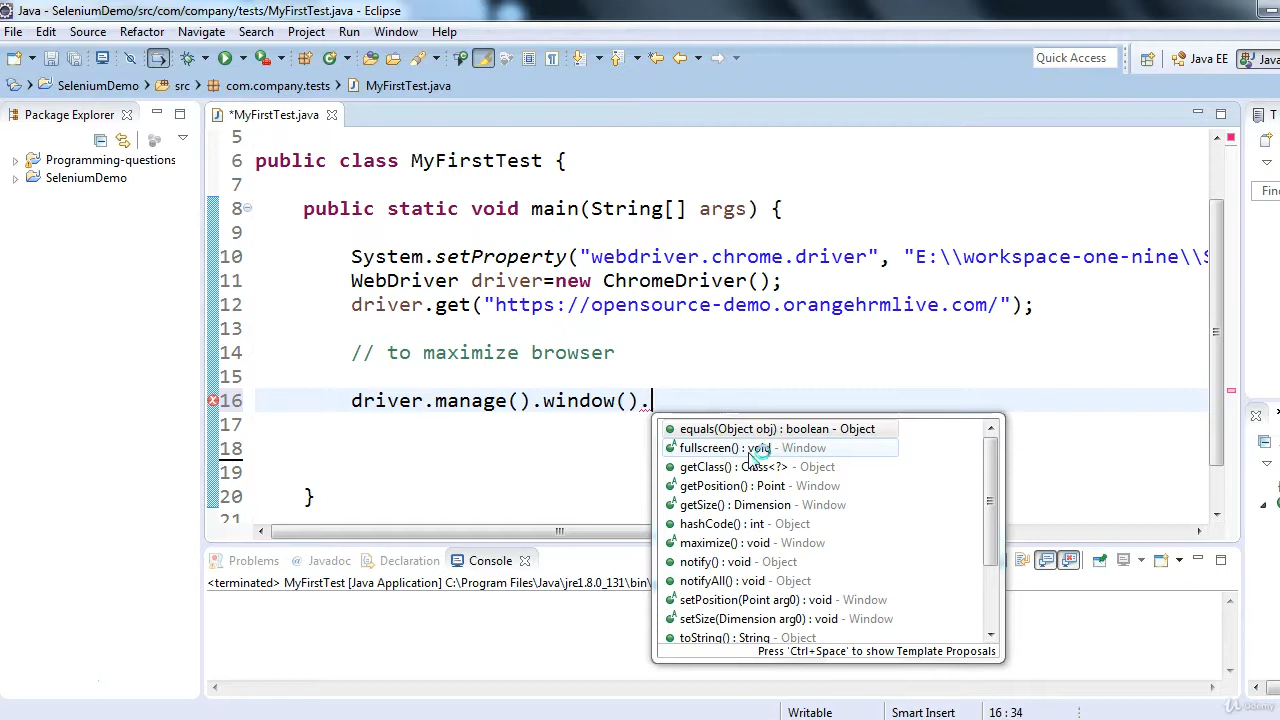 Java - SeleniumDemo/src/com/company/tests/MyFirstTest.java - Eclipse
File Edit Source Refactor Navigate Search Project Run Window Help
Quick Access
Java EE
Java
SeleniumDemo src com.company.tests MyFirstTest.java
Package Explorer
*MyFirstTest.java
T
Programming-questions
SeleniumDemo
Find
5
6 public class MyFirstTest {
7
8 public static void main(String[] args) {
9
10 System.setProperty("webdriver.chrome.driver", "E:\\workspace-one-nine\\S
11 WebDriver driver=new ChromeDriver();
12 driver.get("https://opensource-demo.orangehrmlive.com/");
13
14 // to maximize browser
15
16 driver.manage().window().
17
18
19
20 }
21
equals(Object obj) : boolean - Object
fullscreen() : void - Window
getClass() : Class<?> - Object
getPosition() : Point - Window
getSize() : Dimension - Window
hashCode() : int - Object
maximize() : void - Window
notify() : void - Object
notifyAll() : void - Object
setPosition(Point arg0) : void - Window
setSize(Dimension arg0) : void - Window
toString() : String - Object
Press 'Ctrl+Space' to show Template Proposals
Problems Javadoc Declaration Console
<terminated> MyFirstTest [Java Application] C:\Program Files\Java\jre1.8.0_131\bin\
Writable Smart Insert 16 : 34
Udemy